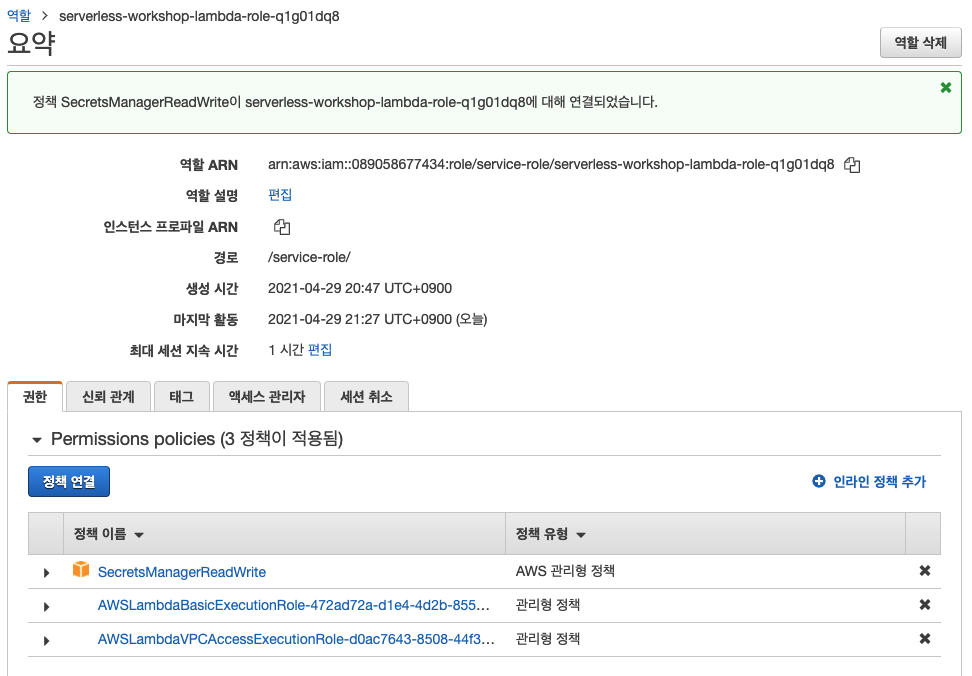 역할 > serverless-workshop-lambda-role-q1g01dq8
요약
역할 삭제
정책 SecretsManagerReadWrite이 serverless-workshop-lambda-role-q1g01dq8에 대해 연결되었습니다.
역할 ARN arn:aws:iam::089058677434:role/service-role/serverless-workshop-lambda-role-q1g01dq8
역할 설명 편집
인스턴스 프로파일 ARN
경로 /service-role/
생성 시간 2021-04-29 20:47 UTC+0900
마지막 활동 2021-04-29 21:27 UTC+0900 (오늘)
최대 세션 지속 시간 1 시간 편집
권한 신뢰 관계 태그 액세스 관리자 세션 취소
Permissions policies (3 정책이 적용됨)
정책 연결 인라인 정책 추가
정책 이름 정책 유형
SecretsManagerReadWrite AWS 관리형 정책
AWSLambdaBasicExecutionRole-472ad72a-d1e4-4d2b-855... 관리형 정책
AWSLambdaVPCAccessExecutionRole-d0ac7643-8508-44f3... 관리형 정책